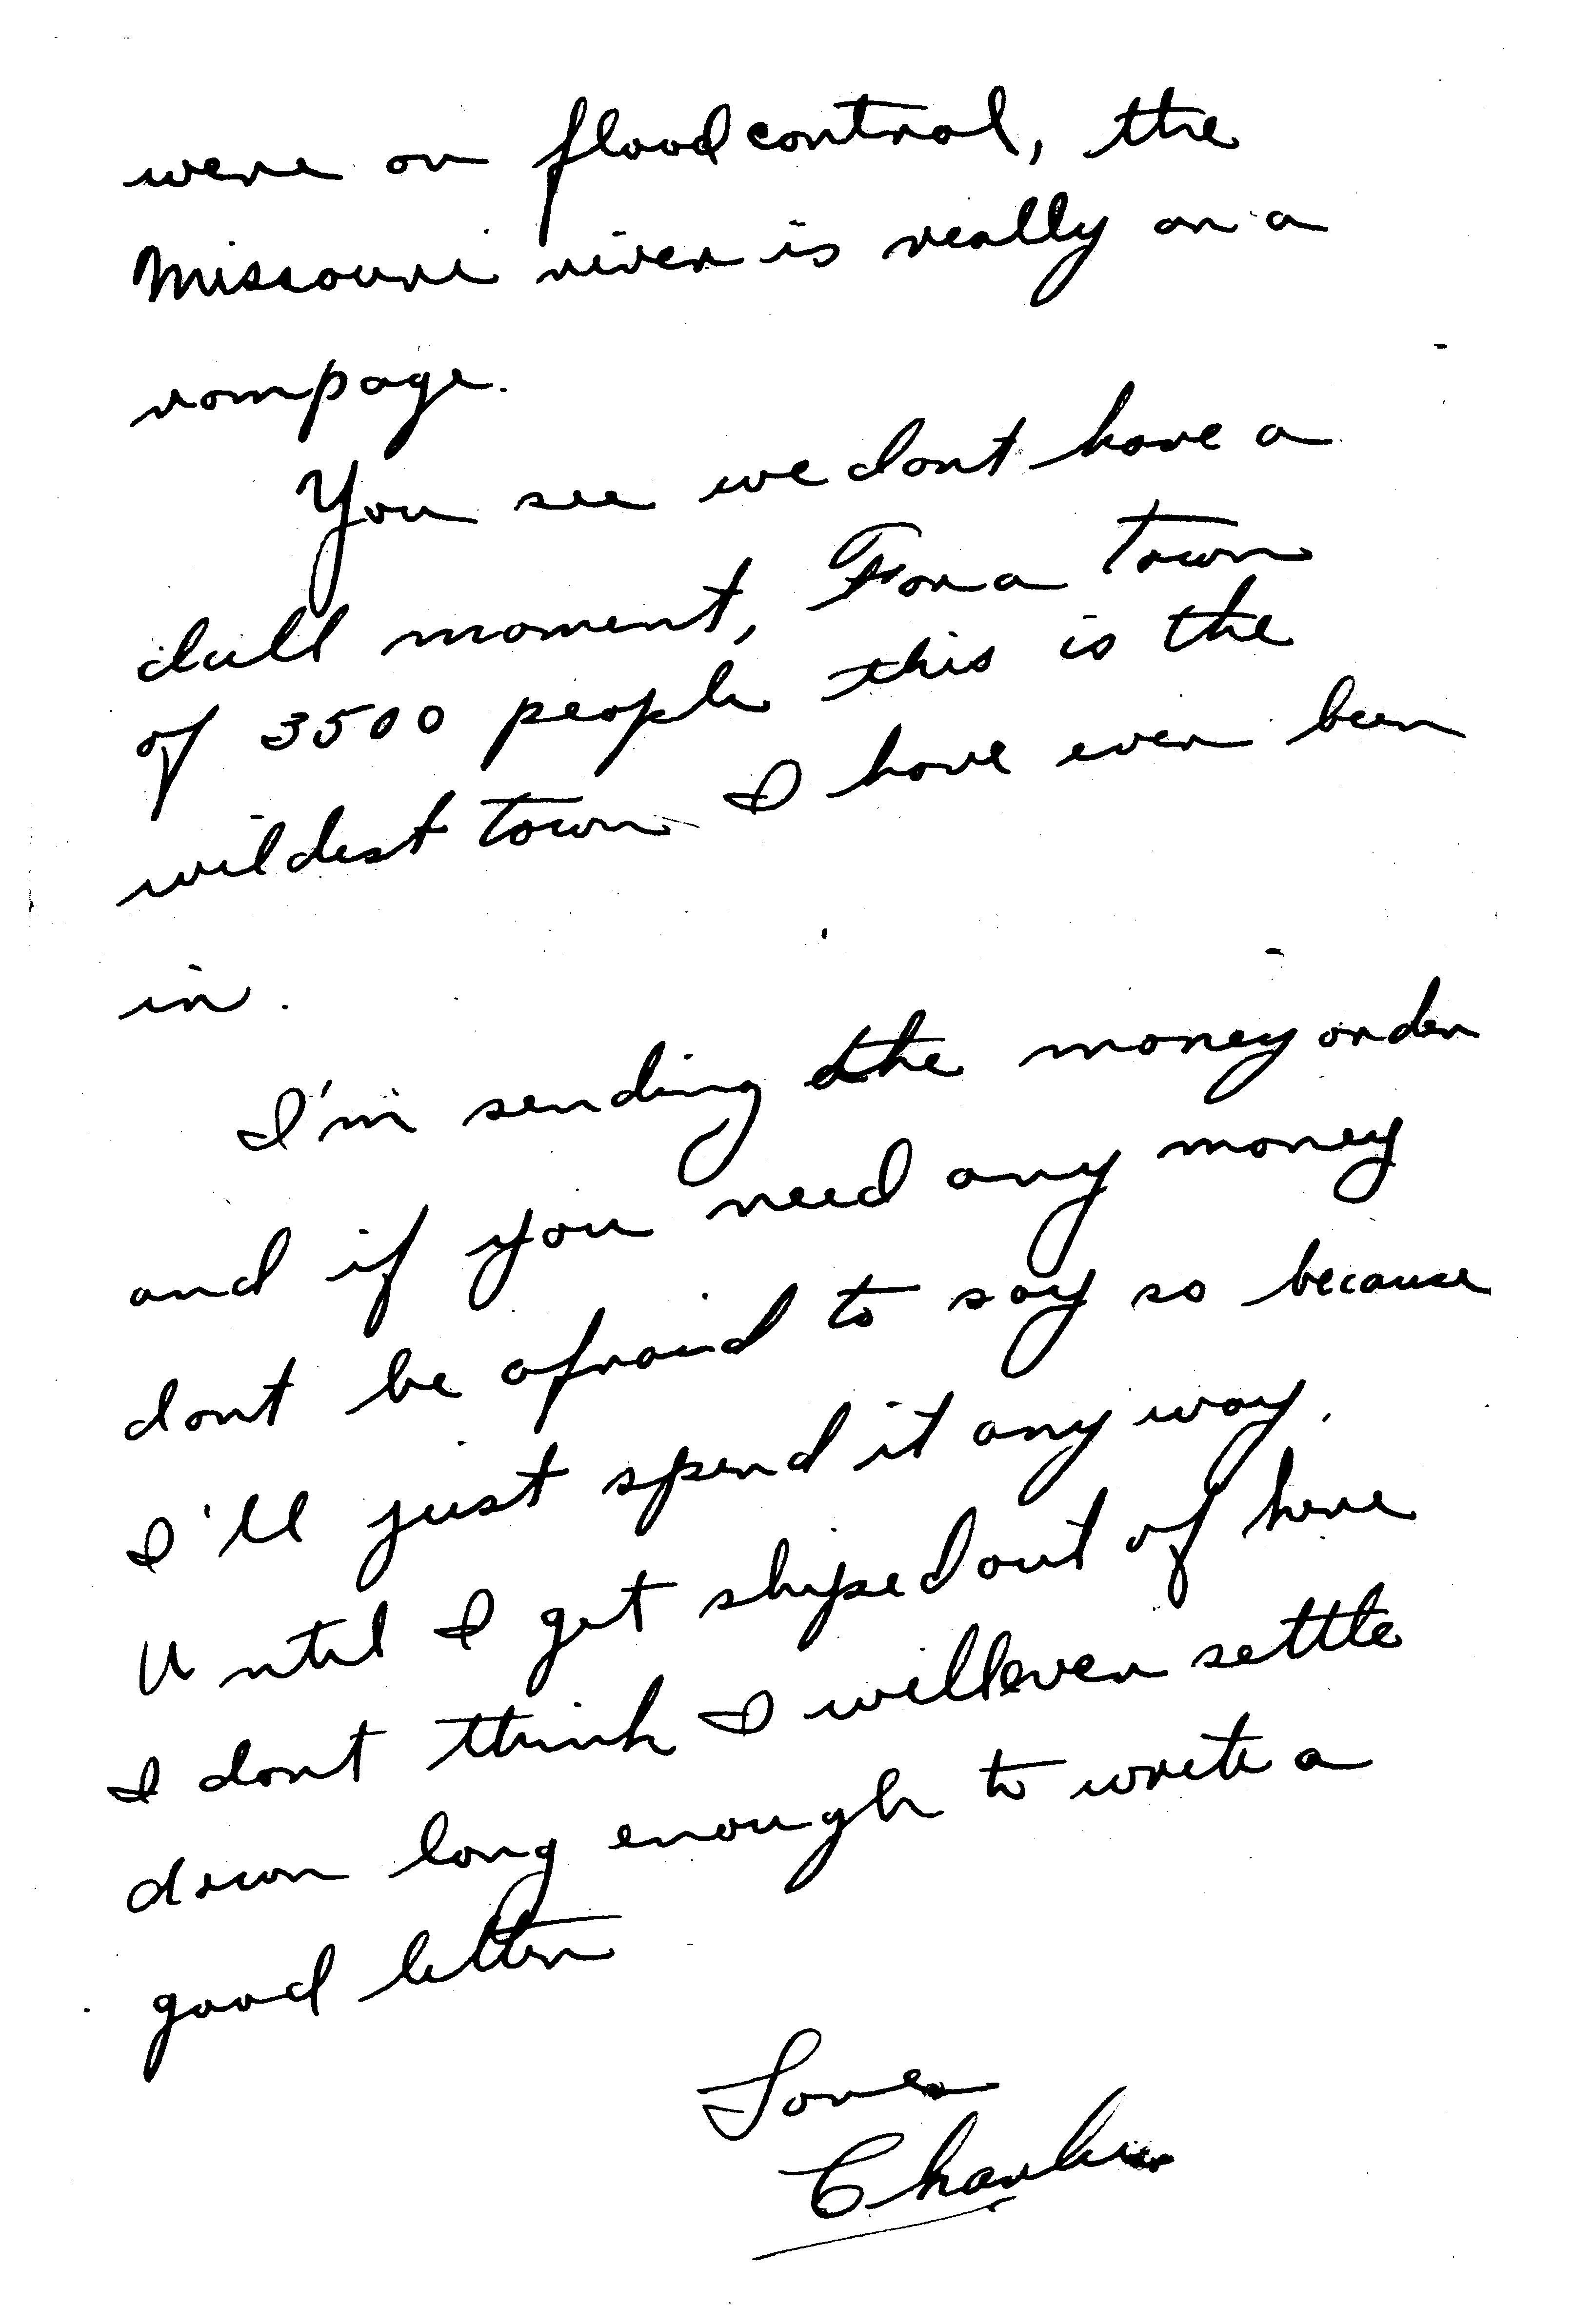 were on flood control, the
Missouri river is really on a
rampage.
You see we dont have a
dull moment, For a town
of 3500 people this is the
wildest town I have ever been
in.
I'm sending the money order
and if you need any money
dont be afraid to say so because
I'll just spend it any way.
Until I get shiped out of here
I dont think I will ever settle
down long enough to write a
good letter
Love
Charlie